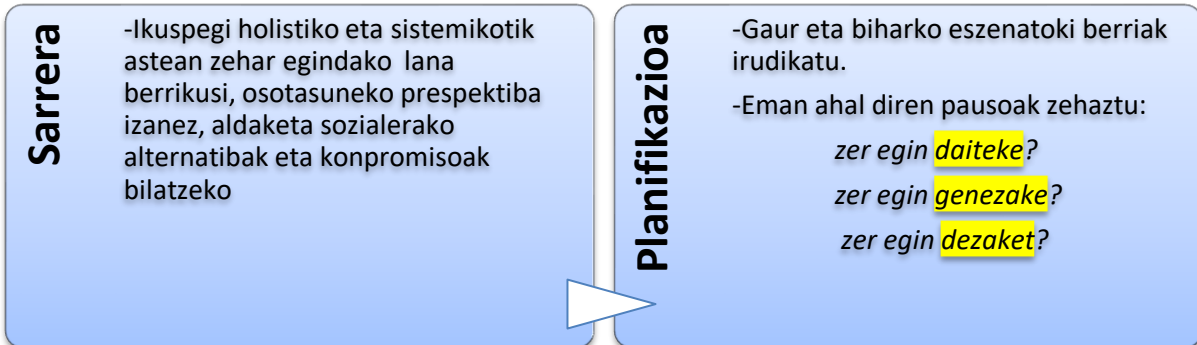 Sarrera
-Ikuspegi holistiko eta sistemikotik
astean zehar egindako lana
berrikusi, osotasuneko prespektiba
izanez, aldaketa sozialerako
alternatibak eta konpromisoak
bilatzeko
Planifikazioa
-Gaur eta biharko eszenatoki berriak
irudikatu.
-Eman ahal diren pausoak zehaztu:
zer egin daiteke?
zer egin genezake?
zer egin dezaket?